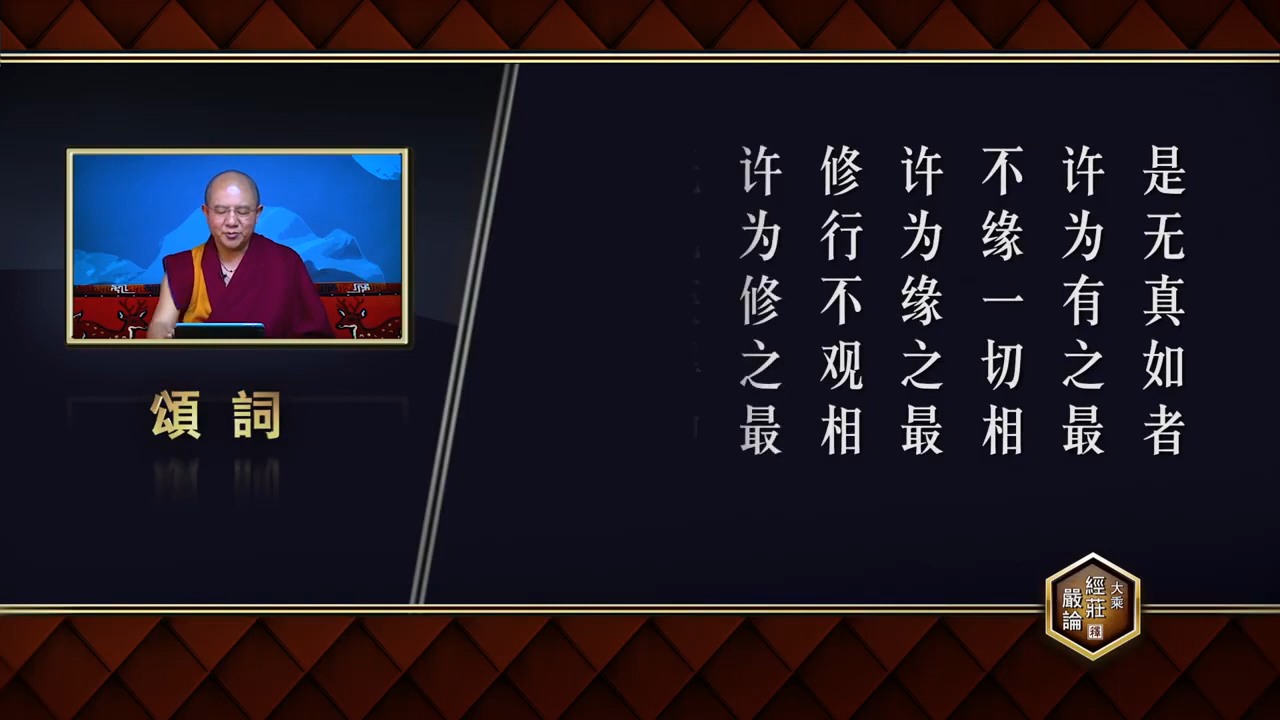 是无真如者
许为有之最
不缘一切相
许为缘之最
修行不观相
许为修之最
頌詞
大乘
經莊
嚴論
釋